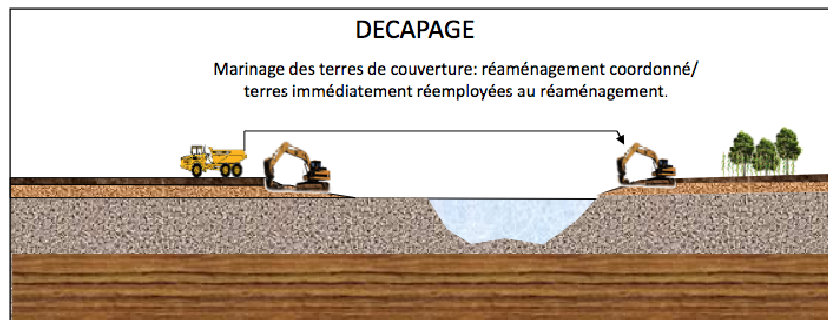 DECAPAGE
Marinage des terres de couverture: réaménagement coordonné/
terres immédiatement réemployées au réaménagement.